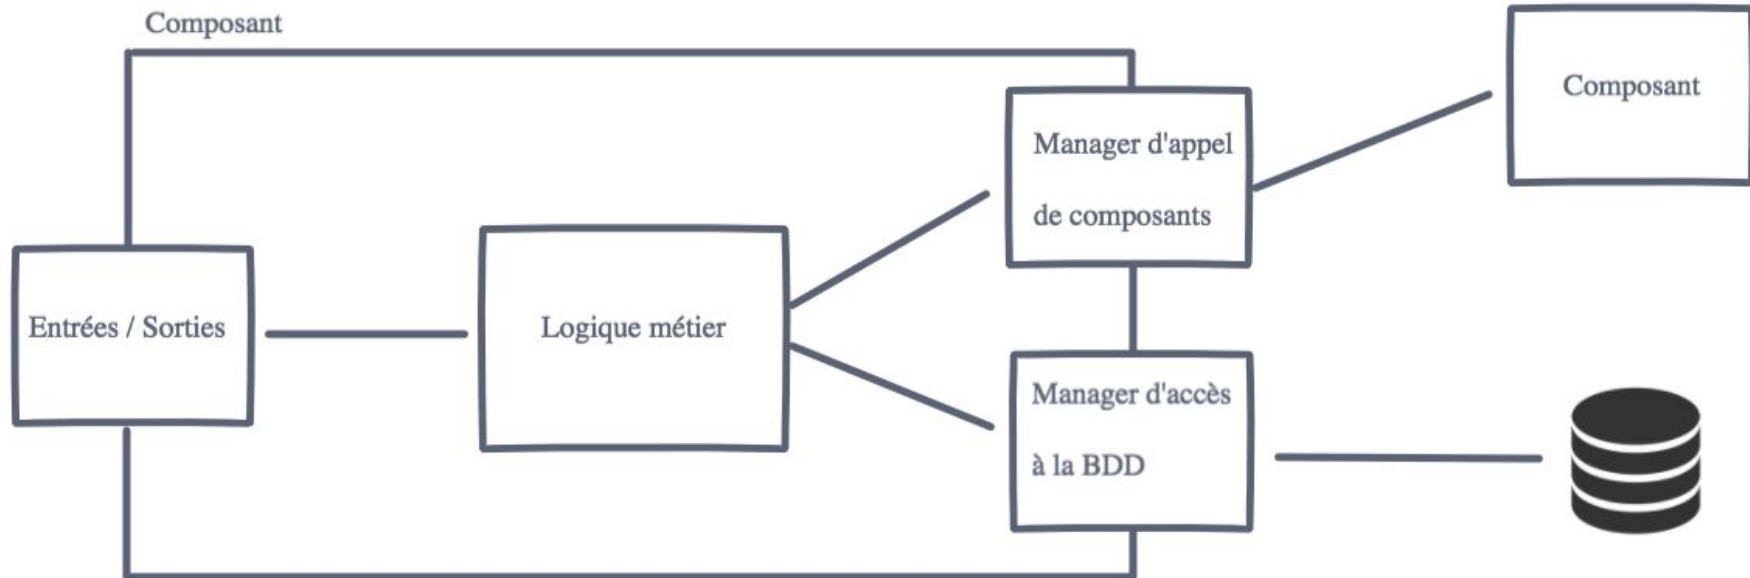 Composant
Composant
Manager d'appel
de composants
Entrées / Sorties
Logique métier
Manager d'accès
à la BDD